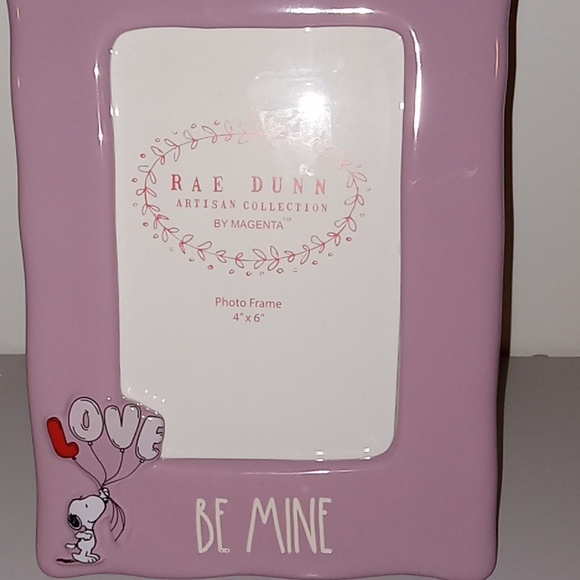 RAE DUNN
ARTISAN COLLECTION
BY MAGENTA™
Photo Frame
4" x 6"
LOVE
BE MINE